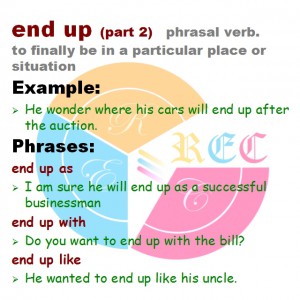 end up (part 2) phrasal verb.
to finally be in a particular place or
situation
Example:
➢ He wonder where his cars will end up after
the auction.
Phrases:
end up as
➢ I am sure he will end up as a successful
businessman
end up with
➢ Do you want to end up with the bill?
end up like
➢ He wanted to end up like his uncle.
R
E
C
REC